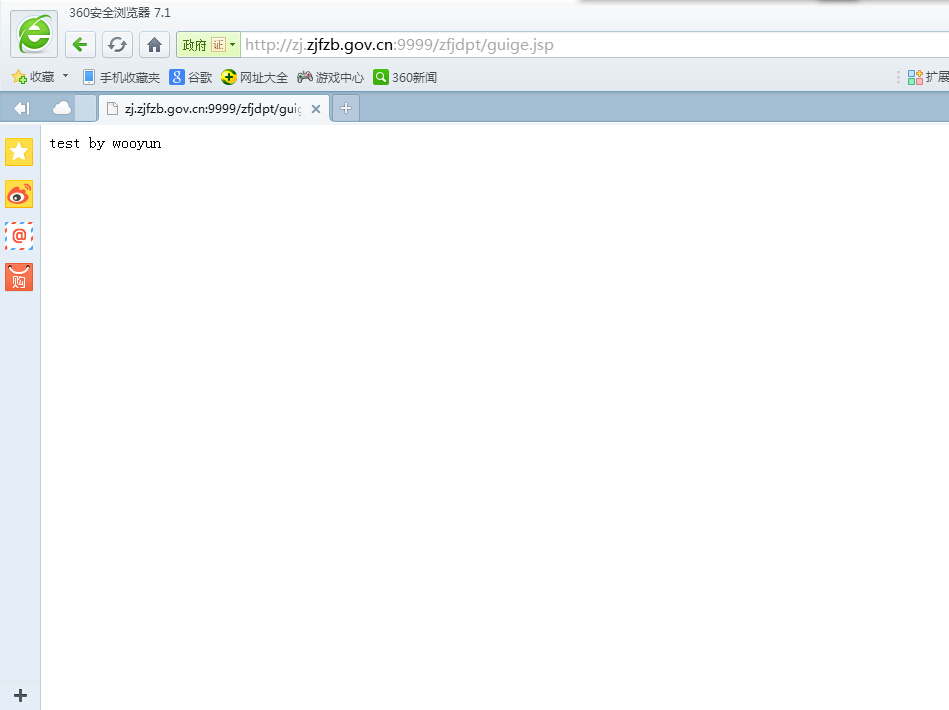 360安全浏览器 7.1
政府 证 http://zj.zjfzb.gov.cn:9999/zfjdpt/guige.jsp
收藏 手机收藏夹 谷歌 网址大全 游戏中心 360新闻 扩展
zj.zjfzb.gov.cn:9999/zfjdpt/guig
test by wooyun
@
购